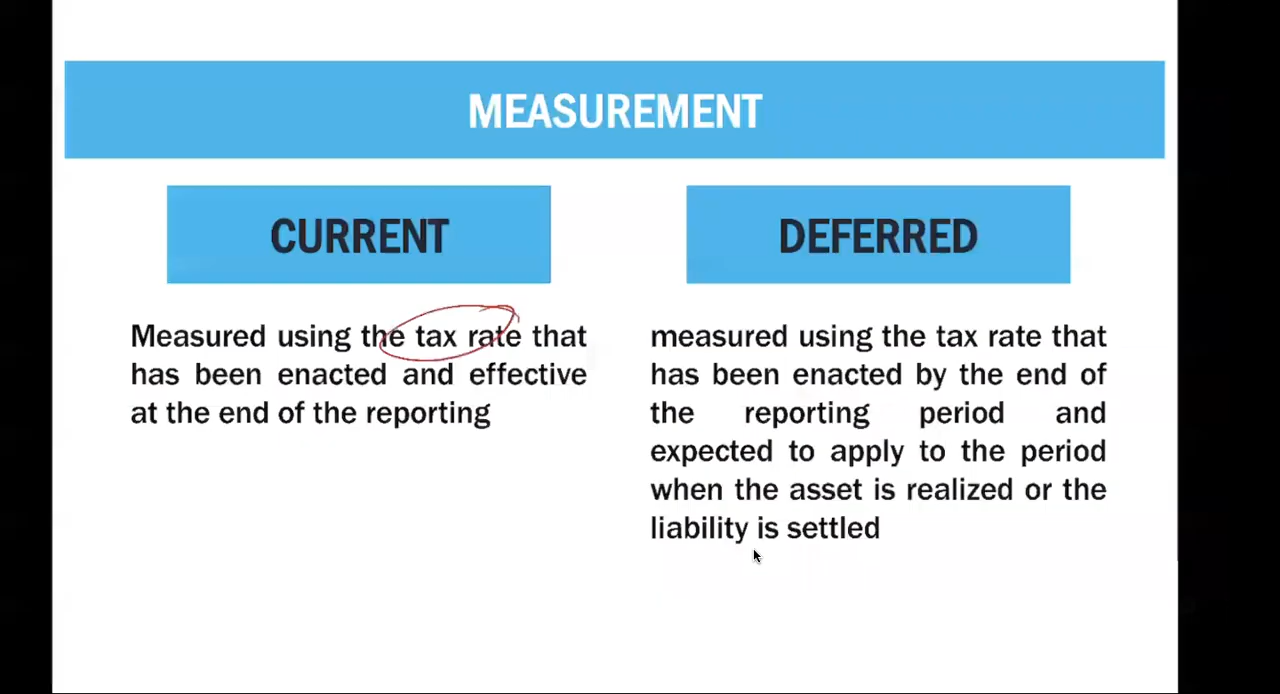 MEASUREMENT
CURRENT
Measured using the tax rate that
has been enacted and effective
at the end of the reporting
DEFERRED
measured using the tax rate that
has been enacted by the end of
the reporting period and
expected to apply to the period
when the asset is realized or the
liability is settled